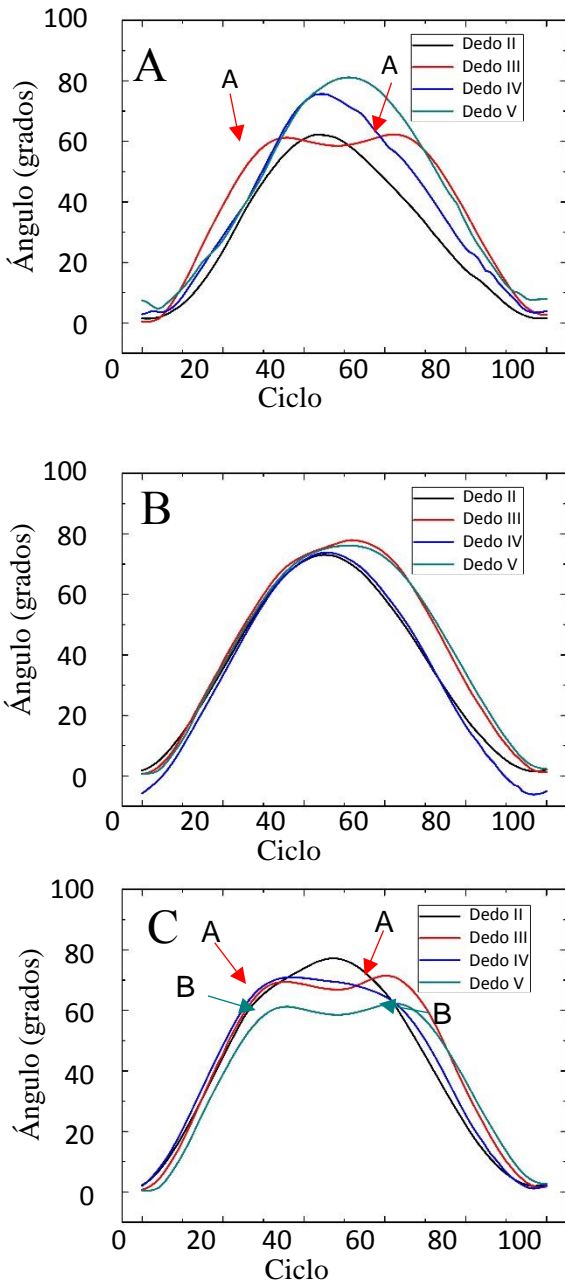 100
80
60
40
20
0
Ángulo (grados)
A
A
A
Dedo II
Dedo III
Dedo IV
Dedo V
0 20 40 60 80 100
Ciclo
100
80
60
40
20
0
Ángulo (grados)
B
Dedo II
Dedo III
Dedo IV
Dedo V
0 20 40 60 80 100
Ciclo
100
80
60
40
20
0
Ángulo (grados)
C
A
A
B
B
Dedo II
Dedo III
Dedo IV
Dedo V
0 20 40 60 80 100
Ciclo